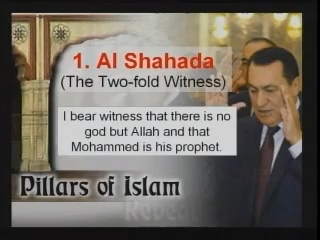 1. Al Shahada
(The Two-fold Witness)
I bear witness that there is no
god but Allah and that
Mohammed is his prophet.
Pillars of Islam